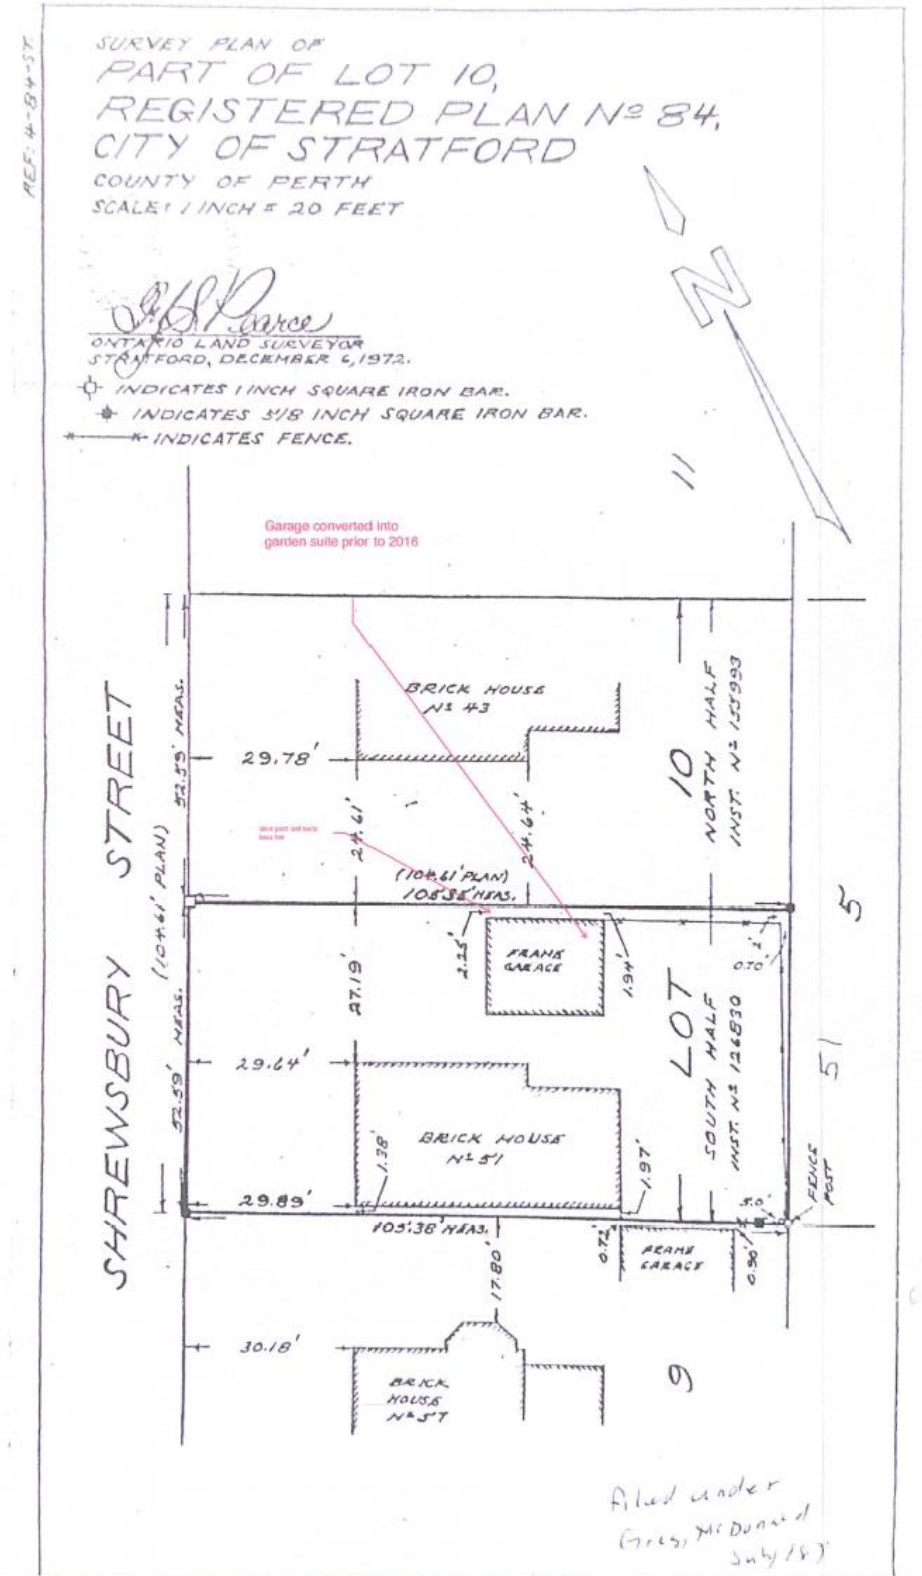 REF: 4-84-ST.
SURVEY PLAN OF
PART OF LOT 10,
REGISTERED PLAN Nº 84,
CITY OF STRATFORD
COUNTY OF PERTH
SCALE: 1 INCH = 20 FEET
N
Pearce
ONTARIO LAND SURVEYOR
STRATFORD, DECEMBER 6, 1972.
INDICATES 1 INCH SQUARE IRON BAR.
INDICATES 5/8 INCH SQUARE IRON BAR.
INDICATES FENCE.
11
Garage converted into
garden suite prior to 2016
SHREWSBURY STREET
(104.61' PLAN)
52.59' MEAS.
52.59' MEAS.
BRICK HOUSE
Nº 43
29.78'
24.61'
24.64'
10
NORTH HALF
INST. Nº 155993
(104.61' PLAN)
MEAS.
5
2.25'
FRAME
GARAGE
1.94'
0.70'
27.19'
LOT
SOUTH HALF
INST. Nº 126830
51
29.64'
BRICK HOUSE
Nº 51
1.38'
1.97'
29.89'
105.38' MEAS.
5.0'
FENCE
POST
17.80'
0.72'
FRAME
GARAGE
0.90'
30.18'
BRICK
HOUSE
Nº 57
9
Filed under
Greg, McDonald
July